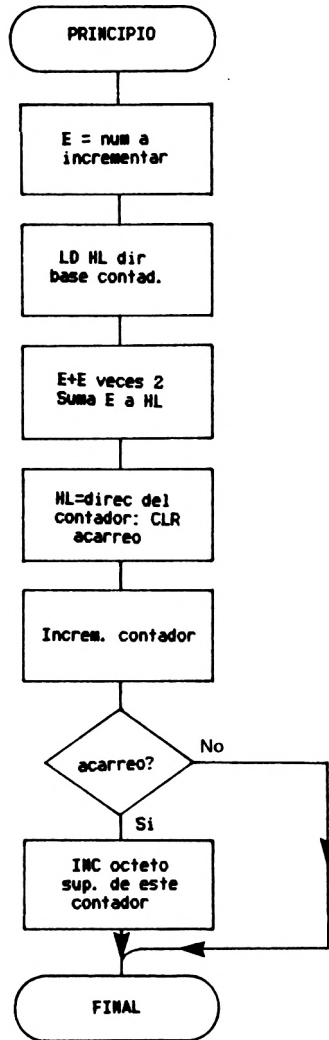 PRINCIPIO
E = num a
incrementar
LD HL dir
base contad.
E+E veces 2
Suma E a HL
HL=direc del
contador: CLR
acarreo
Increm. contador
acarreo?
No
Si
INC octeto
sup. de este
contador
FINAL